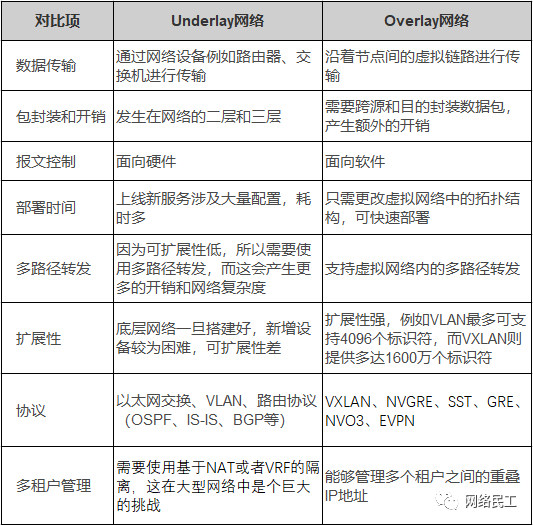 对比项
Underlay网络
Overlay网络
数据传输
通过网络设备例如路由器、交
换机进行传输
沿着节点间的虚拟链路进行传
输
包封装和开销
发生在网络的二层和三层
需要跨源和目的封装数据包，
产生额外的开销
报文控制
面向硬件
面向软件
部署时间
上线新服务涉及大量配置，耗
时多
只需更改虚拟网络中的拓扑结
构，可快速部署
多路径转发
因为可扩展性低，所以需要使
用多路径转发，而这会产生更
多的开销和网络复杂度
支持虚拟网络内的多路径转发
扩展性
底层网络一旦搭建好，新增设
备较为困难，可扩展性差
扩展性强，例如VLAN最多可支
持4096个标识符，而VXLAN则
提供多达1600万个标识符
协议
以太网交换、VLAN、路由协议
（OSPF、IS-IS、BGP等）
VXLAN、NVGRE、SST、GRE、
NVO3、EVPN
多租户管理
需要使用基于NAT或者VRF的隔
离，这在大型网络中是个巨大
的挑战
能够管理多个租户之间的重叠
IP地址
网络民工